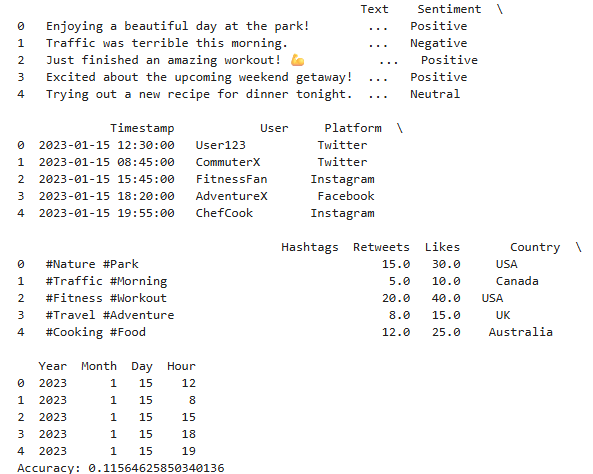 Text Sentiment \
0 Enjoying a beautiful day at the park! ... Positive
1 Traffic was terrible this morning. ... Negative
2 Just finished an amazing workout! 💪 ... Positive
3 Excited about the upcoming weekend getaway! ... Positive
4 Trying out a new recipe for dinner tonight. ... Neutral
Timestamp User Platform \
0 2023-01-15 12:30:00 User123 Twitter
1 2023-01-15 08:45:00 CommuterX Twitter
2 2023-01-15 15:45:00 FitnessFan Instagram
3 2023-01-15 18:20:00 AdventureX Facebook
4 2023-01-15 19:55:00 ChefCook Instagram
Hashtags Retweets Likes Country \
0 #Nature #Park 15.0 30.0 USA
1 #Traffic #Morning 5.0 10.0 Canada
2 #Fitness #Workout 20.0 40.0 USA
3 #Travel #Adventure 8.0 15.0 UK
4 #Cooking #Food 12.0 25.0 Australia
Year Month Day Hour
0 2023 1 15 12
1 2023 1 15 8
2 2023 1 15 15
3 2023 1 15 18
4 2023 1 15 19
Accuracy: 0.11564625850340136